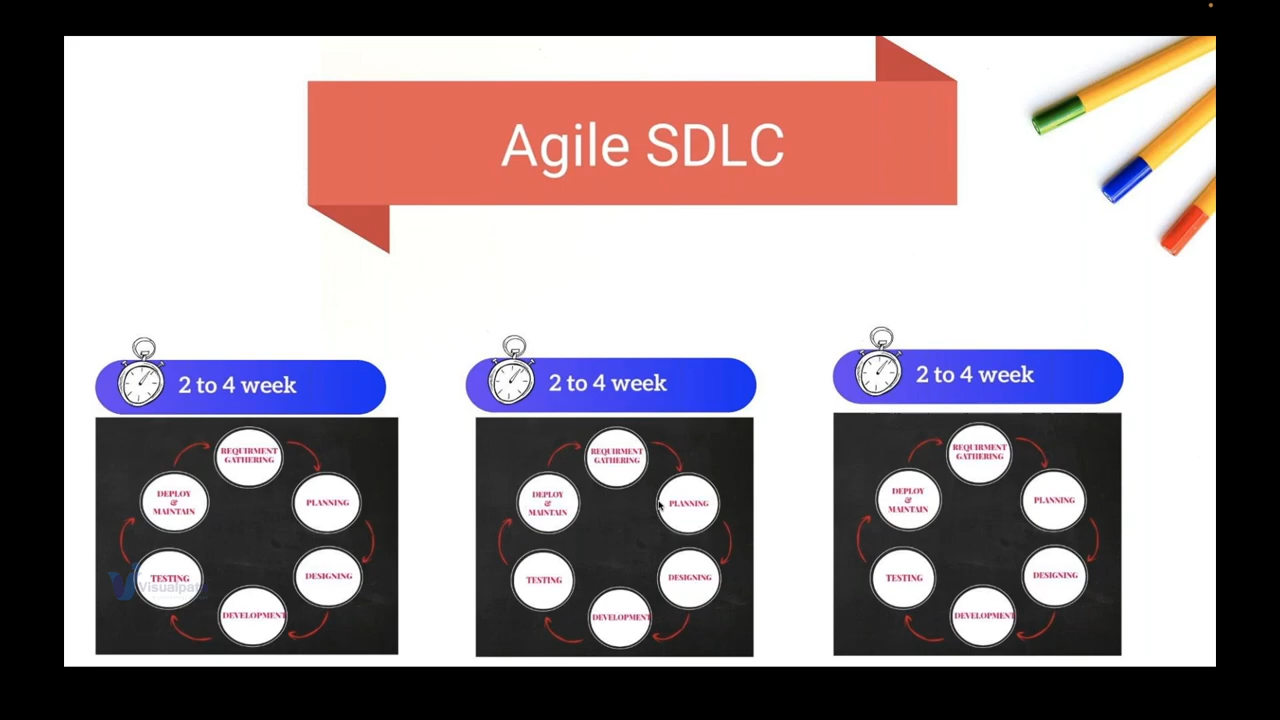 Agile SDLC
2 to 4 week
REQUIRMENT
GATHERING
PLANNING
DESIGNING
DEVELOPMENT
TESTING
DEPLOY
&
MAINTAIN
Visualpath
2 to 4 week
REQUIRMENT
GATHERING
PLANNING
DESIGNING
DEVELOPMENT
TESTING
DEPLOY
&
MAINTAIN
2 to 4 week
REQUIRMENT
GATHERING
PLANNING
DESIGNING
DEVELOPMENT
TESTING
DEPLOY
&
MAINTAIN